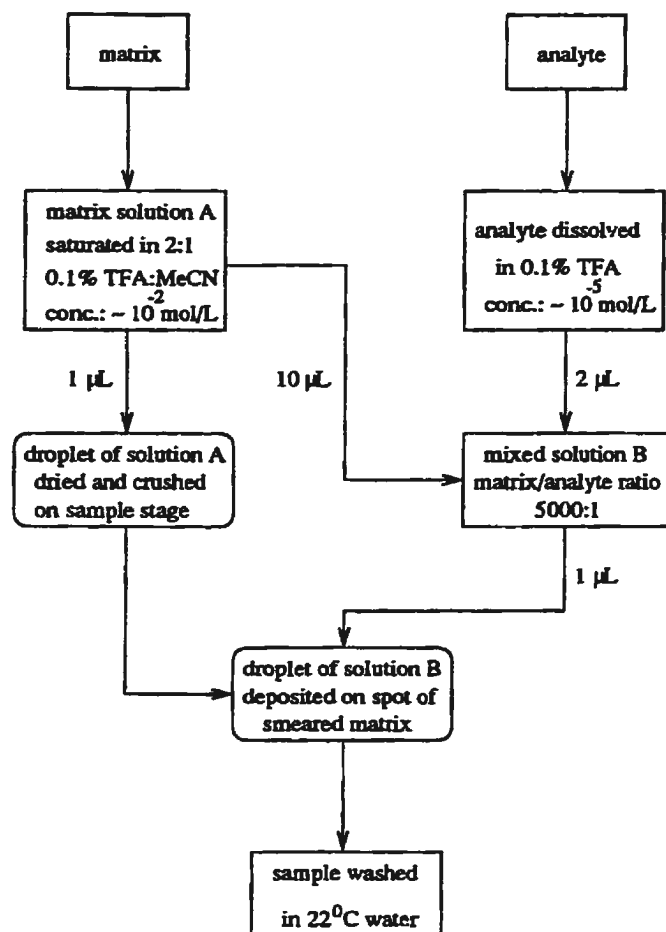 matrix
analyte
matrix solution A
saturated in 2:1
0.1% TFA:MeCN
conc.: ~ 10⁻² mol/L
analyte dissolved
in 0.1% TFA
conc.: ~ 10⁻⁵ mol/L
1 µL
10 µL
2 µL
droplet of solution A
dried and crushed
on sample stage
mixed solution B
matrix/analyte ratio
5000:1
1 µL
droplet of solution B
deposited on spot of
smeared matrix
sample washed
in 22⁰C water